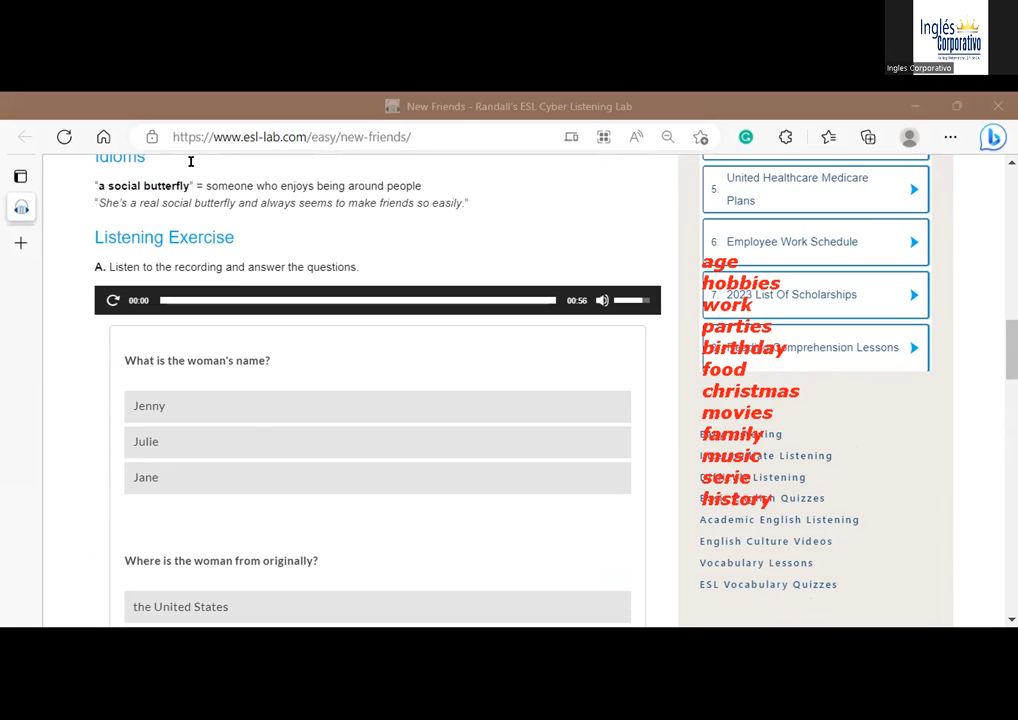 Inglés
Corporativo
Ingles Corporativo
New Friends - Randall's ESL Cyber Listening Lab
https://www.esl-lab.com/easy/new-friends/
Idioms
"a social butterfly" = someone who enjoys being around people
"She's a real social butterfly and always seems to make friends so easily."
Listening Exercise
A. Listen to the recording and answer the questions.
00:00
00:56
What is the woman's name?
Jenny
Julie
Jane
Where is the woman from originally?
the United States
5. United Healthcare Medicare
Plans
6. Employee Work Schedule
7. 2023 List Of Scholarships
Comprehension Lessons
age
hobbies
work
parties
birthday
food
christmas
movies
family
music
serie
history
Listening
Listening
Listening
English Quizzes
Academic English Listening
English Culture Videos
Vocabulary Lessons
ESL Vocabulary Quizzes